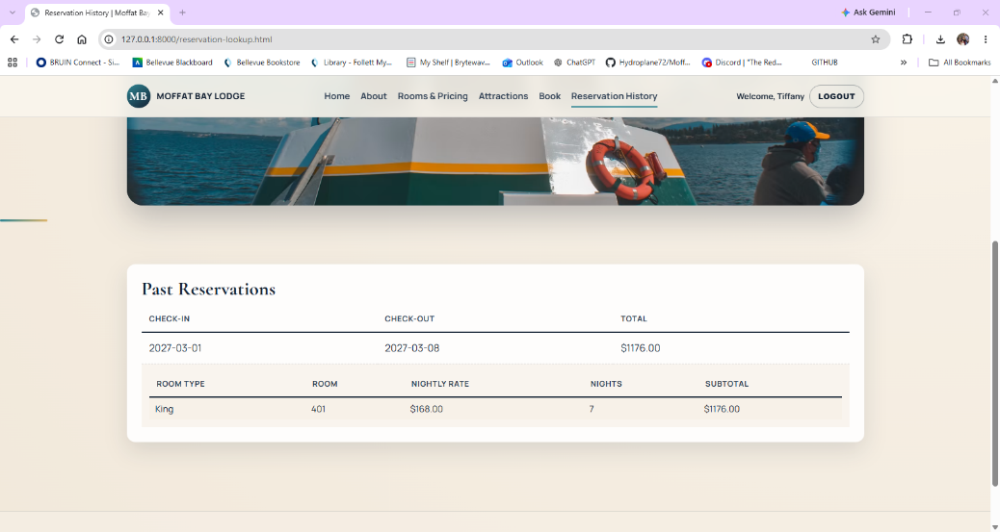 Reservation History | Moffat Bay
Ask Gemini
127.0.0.1:8000/reservation-lookup.html
BRUIN Connect - Si... Bellevue Blackboard Bellevue Bookstore Library - Follett My... My Shelf | Brytewav... Outlook ChatGPT Hydroplane72/Moff... Discord | "The Red... GITHUB » All Bookmarks
MB MOFFAT BAY LODGE Home About Rooms & Pricing Attractions Book Reservation History Welcome, Tiffany LOGOUT
Past Reservations
CHECK-IN CHECK-OUT TOTAL
2027-03-01 2027-03-08 $1176.00
ROOM TYPE ROOM NIGHTLY RATE NIGHTS SUBTOTAL
King 401 $168.00 7 $1176.00